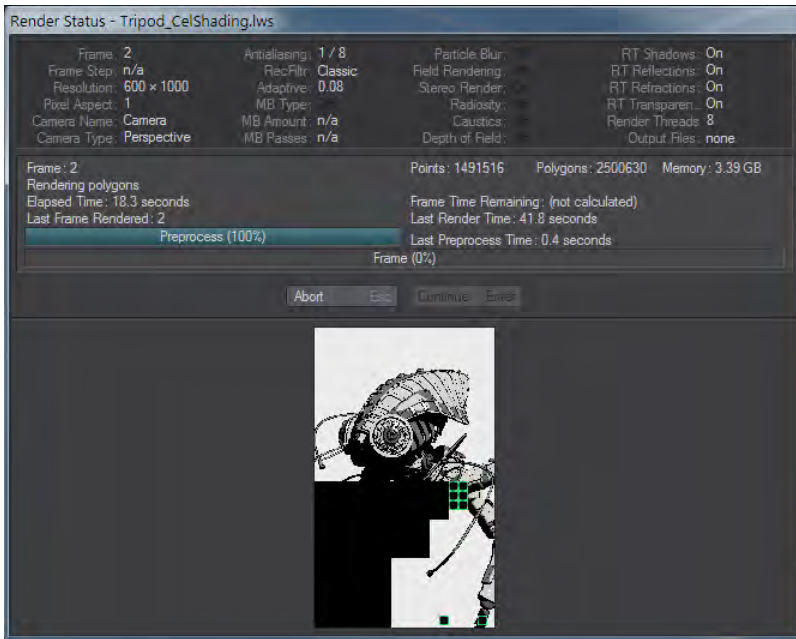 Render Status - Tripod_CelShading.lws
Frame: 2 Antialiasing: 1 / 8 Particle Blur: RT Shadows: On
Frame Step: n/a RecFiltr: Classic Field Rendering: RT Reflections: On
Resolution: 600 × 1000 Adaptive: 0.08 Stereo Render: RT Refractions: On
Pixel Aspect: 1 MB Type: Radiosity: RT Transparen... On
Camera Name: Camera MB Amount: n/a Caustics: Render Threads: 8
Camera Type: Perspective MB Passes: n/a Depth of Field: Output Files: none
Frame : 2 Points : 1491516 Polygons : 2500630 Memory : 3.39 GB
Rendering polygons
Elapsed Time : 18.3 seconds Frame Time Remaining : (not calculated)
Last Frame Rendered : 2 Last Render Time : 41.8 seconds
Preprocess (100%) Last Preprocess Time : 0.4 seconds
Frame (0%)
Abort Esc Continue Enter